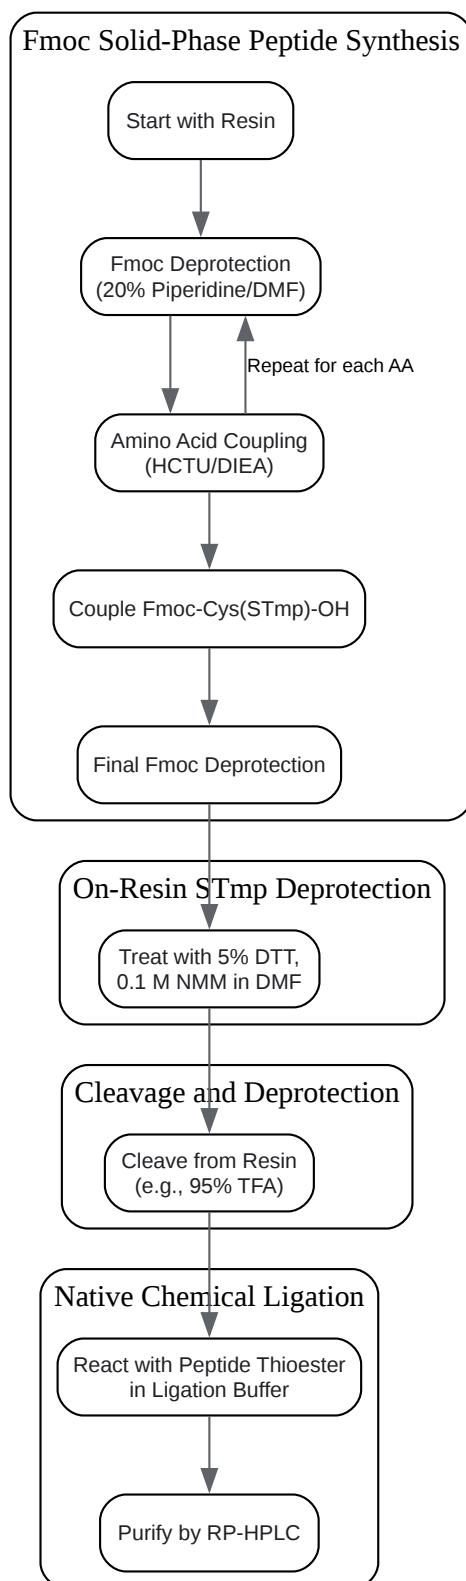 Fmoc Solid-Phase Peptide Synthesis
Start with Resin
Fmoc Deprotection
(20% Piperidine/DMF)
Repeat for each AA
Amino Acid Coupling
(HCTU/DIEA)
Couple Fmoc-Cys(STmp)-OH
Final Fmoc Deprotection
On-Resin STmp Deprotection
Treat with 5% DTT,
0.1 M NMM in DMF
Cleavage and Deprotection
Cleave from Resin
(e.g., 95% TFA)
Native Chemical Ligation
React with Peptide Thioester
in Ligation Buffer
Purify by RP-HPLC